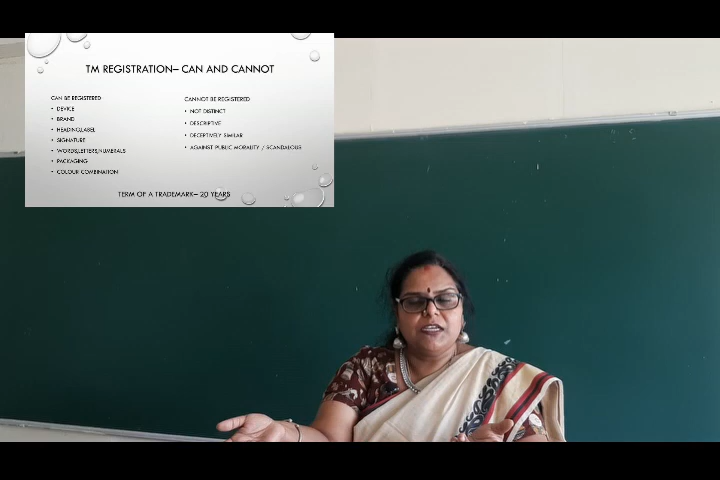 TM REGISTRATION– CAN AND CANNOT
CAN BE REGISTERED
• DEVICE
• BRAND
• HEADING,LABEL
• SIGNATURE
• WORDS,LETTERS,NUMERALS
• PACKAGING
• COLOUR COMBINATION
CANNOT BE REGISTERED
• NOT DISTINCT
• DESCRIPTIVE
• DECEPTIVELY SIMILAR
• AGAINST PUBLIC MORALITY / SCANDALOUS
TERM OF A TRADEMARK– 20 YEARS